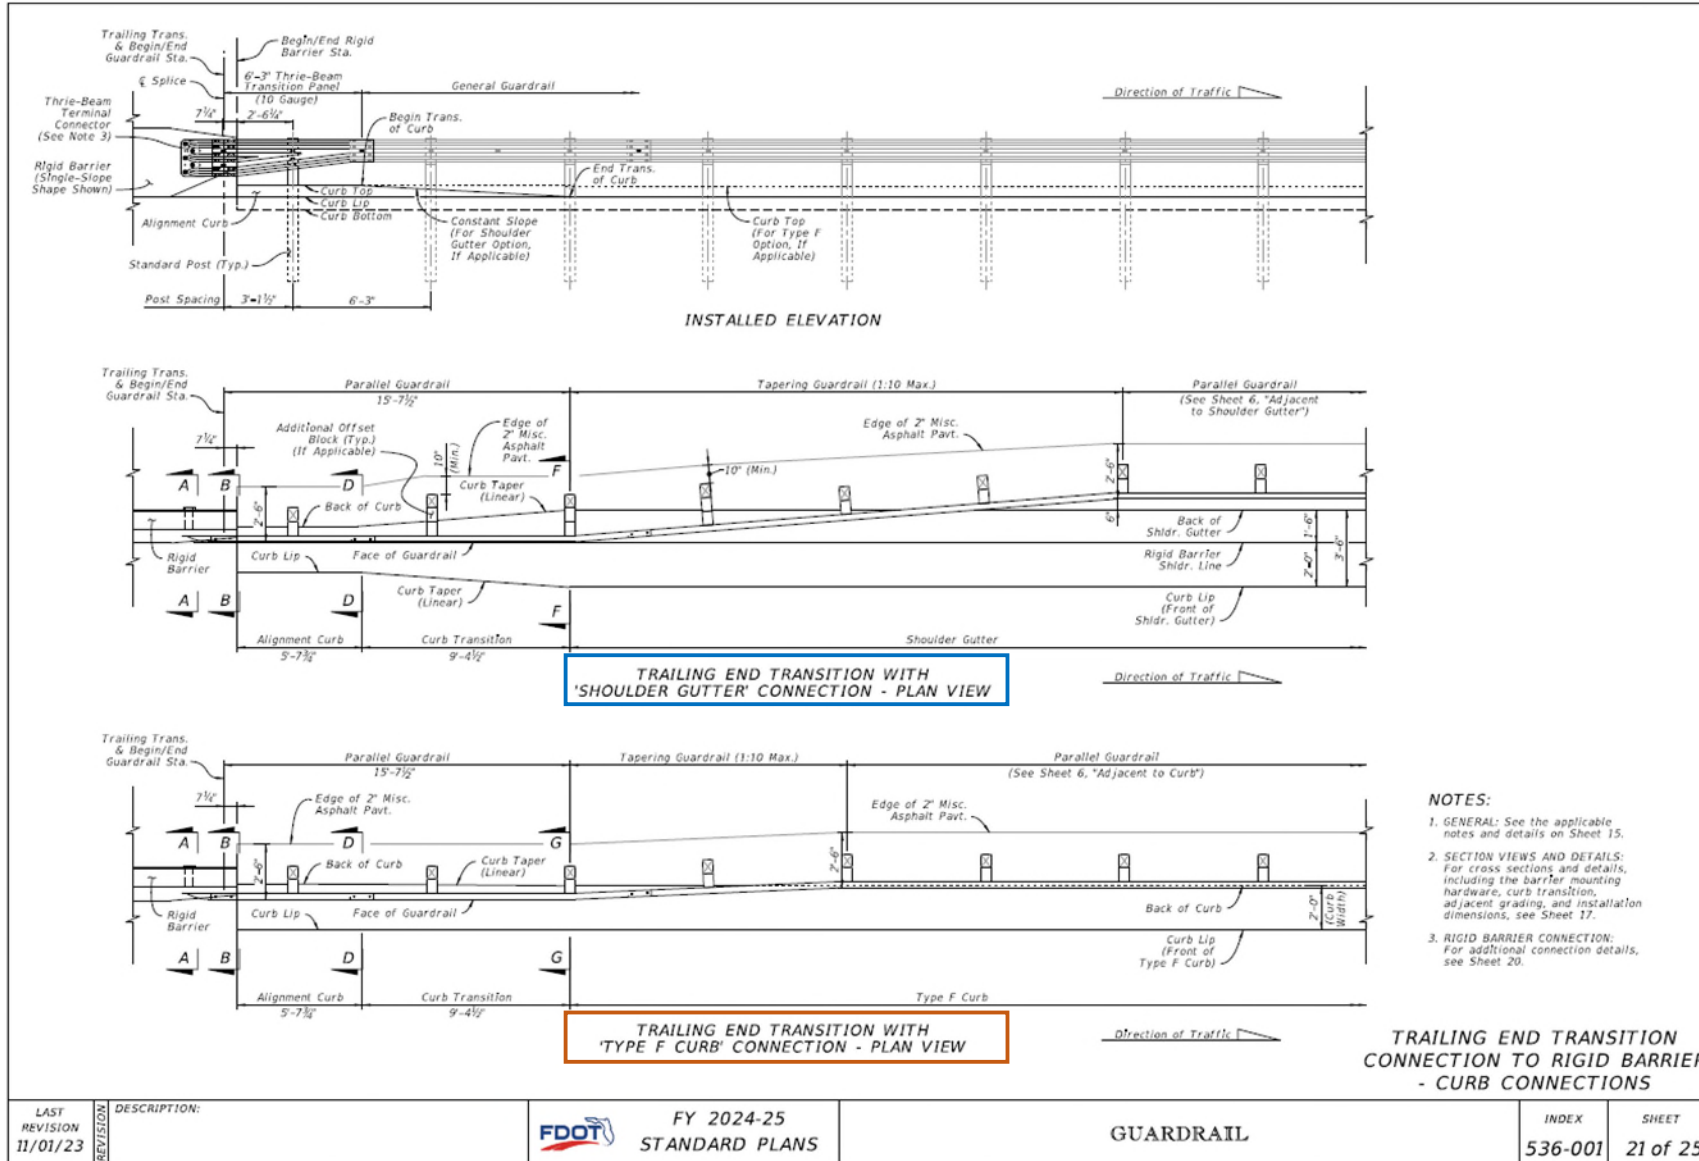 Trailing Trans.
& Begin/End
Guardrail Sta.
Begin/End Rigid
Barrier Sta.
℄ Splice
6'-3" Thrie-Beam
Transition Panel
(10 Gauge)
General Guardrail
Direction of Traffic
Thrie-Beam
Terminal
Connector
(See Note 3)
7¼"
2'-6¼"
Begin Trans.
of Curb
Rigid Barrier
(Single-Slope
Shape Shown)
End Trans.
of Curb
Curb Top
Curb Lip
Curb Bottom
Alignment Curb
Constant Slope
(For Shoulder
Gutter Option,
If Applicable)
Curb Top
(For Type F
Option, If
Applicable)
Standard Post (Typ.)
Post Spacing
3'-1½"
6'-3"
INSTALLED ELEVATION
Trailing Trans.
& Begin/End
Guardrail Sta.
Parallel Guardrail
15'-7½"
Tapering Guardrail (1:10 Max.)
Parallel Guardrail
(See Sheet 6, "Adjacent
to Shoulder Gutter")
7¼"
Additional Offset
Block (Typ.)
(If Applicable)
10"
(Min.)
Edge of
2" Misc.
Asphalt
Pavt.
Edge of 2" Misc.
Asphalt Pavt.
10" (Min.)
A
B
D
F
Curb Taper
(Linear)
2'-6"
Back of Curb
2'-6"
6"
Back of
Shldr. Gutter
1'-6"
3'-6"
Rigid
Barrier
Curb Lip
Face of Guardrail
Rigid Barrier
Shldr. Line
2'-0"
Curb Taper
(Linear)
Curb Lip
(Front of
Shldr. Gutter)
A
B
D
F
Alignment Curb
5'-7¾"
Curb Transition
9'-4½"
Shoulder Gutter
TRAILING END TRANSITION WITH
'SHOULDER GUTTER' CONNECTION - PLAN VIEW
Direction of Traffic
Trailing Trans.
& Begin/End
Guardrail Sta.
Parallel Guardrail
15'-7½"
Tapering Guardrail (1:10 Max.)
Parallel Guardrail
(See Sheet 6, "Adjacent to Curb")
7¼"
Edge of 2" Misc.
Asphalt Pavt.
Edge of 2" Misc.
Asphalt Pavt.
A
B
D
G
2'-6"
Back of Curb
Curb Taper
(Linear)
2'-6"
Rigid
Barrier
Curb Lip
Face of Guardrail
Back of Curb
2'-0"
(Curb
Width)
Curb Lip
(Front of
Type F Curb)
A
B
D
G
Alignment Curb
5'-7¾"
Curb Transition
9'-4½"
Type F Curb
TRAILING END TRANSITION WITH
'TYPE F CURB' CONNECTION - PLAN VIEW
Direction of Traffic
NOTES:
1. GENERAL: See the applicable
notes and details on Sheet 15.
2. SECTION VIEWS AND DETAILS:
For cross sections and details,
including the barrier mounting
hardware, curb transition,
adjacent grading, and installation
dimensions, see Sheet 17.
3. RIGID BARRIER CONNECTION:
For additional connection details,
see Sheet 20.
TRAILING END TRANSITION
CONNECTION TO RIGID BARRIER
- CURB CONNECTIONS
LAST
REVISION
11/01/23
REVISION
DESCRIPTION:
FDOT
FY 2024-25
STANDARD PLANS
GUARDRAIL
INDEX
536-001
SHEET
21 of 25